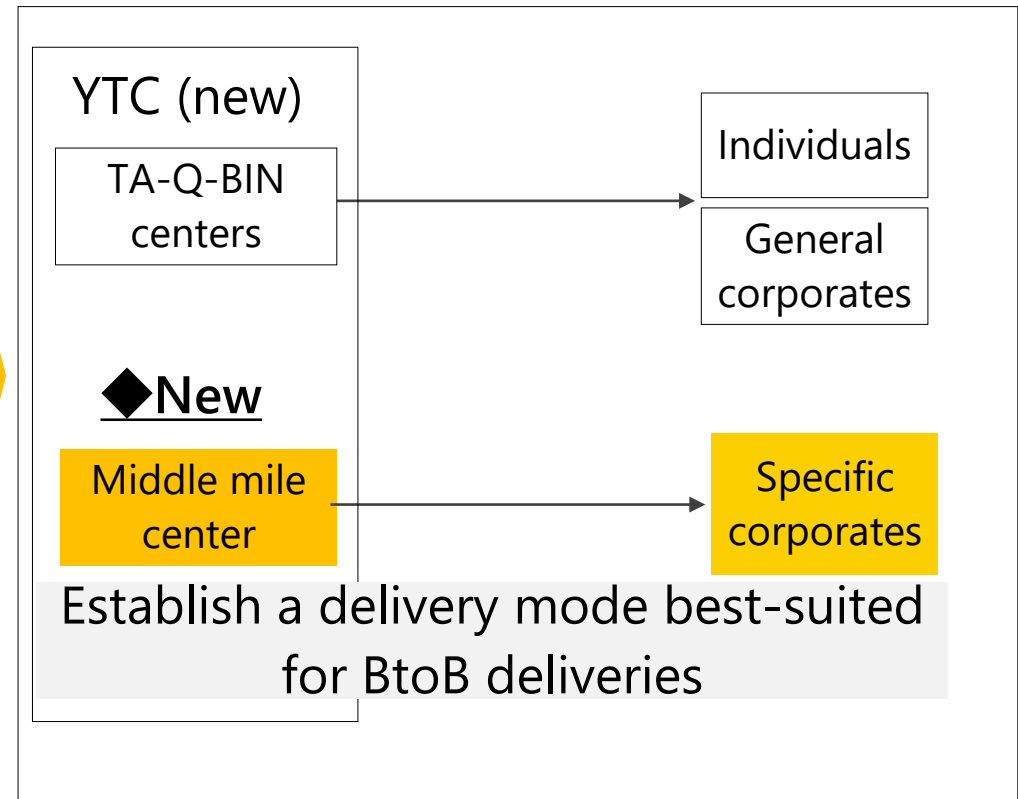 YTC (new)
TA-Q-BIN
centers
Individuals
General
corporates
◆New
Middle mile
center
Specific
corporates
Establish a delivery mode best-suited
for BtoB deliveries